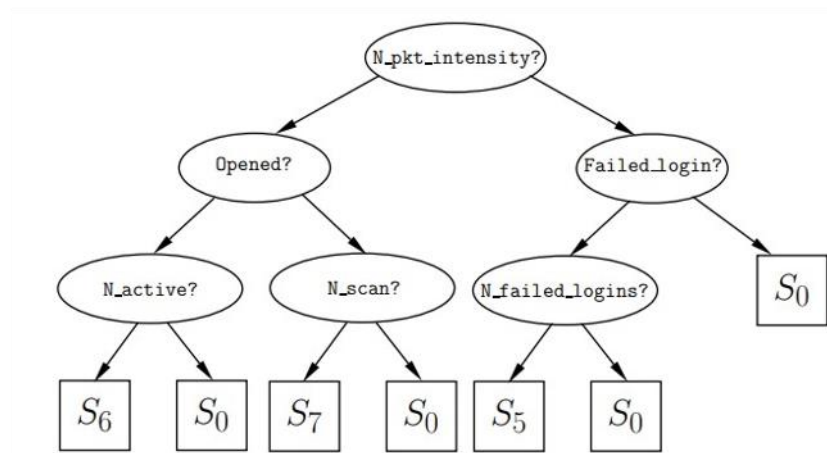 N_pkt_intensity?
Opened?
Failed_login?
N_active?
N_scan?
N_failed_logins?
S₀
S₆
S₀
S₇
S₀
S₅
S₀